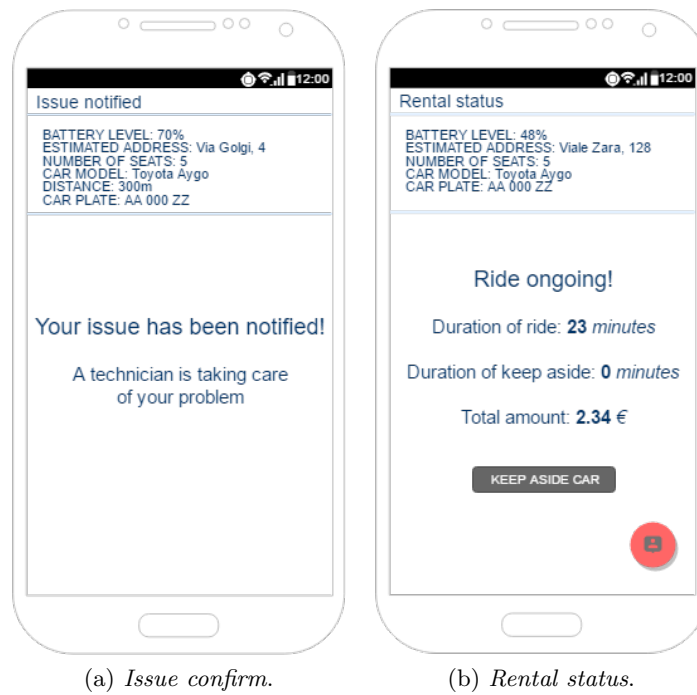 12:00
Issue notified
BATTERY LEVEL: 70%
ESTIMATED ADDRESS: Via Golgi, 4
NUMBER OF SEATS: 5
CAR MODEL: Toyota Aygo
DISTANCE: 300m
CAR PLATE: AA 000 ZZ
Your issue has been notified!
A technician is taking care
of your problem
(a) Issue confirm.
12:00
Rental status
BATTERY LEVEL: 48%
ESTIMATED ADDRESS: Viale Zara, 128
NUMBER OF SEATS: 5
CAR MODEL: Toyota Aygo
CAR PLATE: AA 000 ZZ
Ride ongoing!
Duration of ride: 23 minutes
Duration of keep aside: 0 minutes
Total amount: 2.34 €
KEEP ASIDE CAR
(b) Rental status.